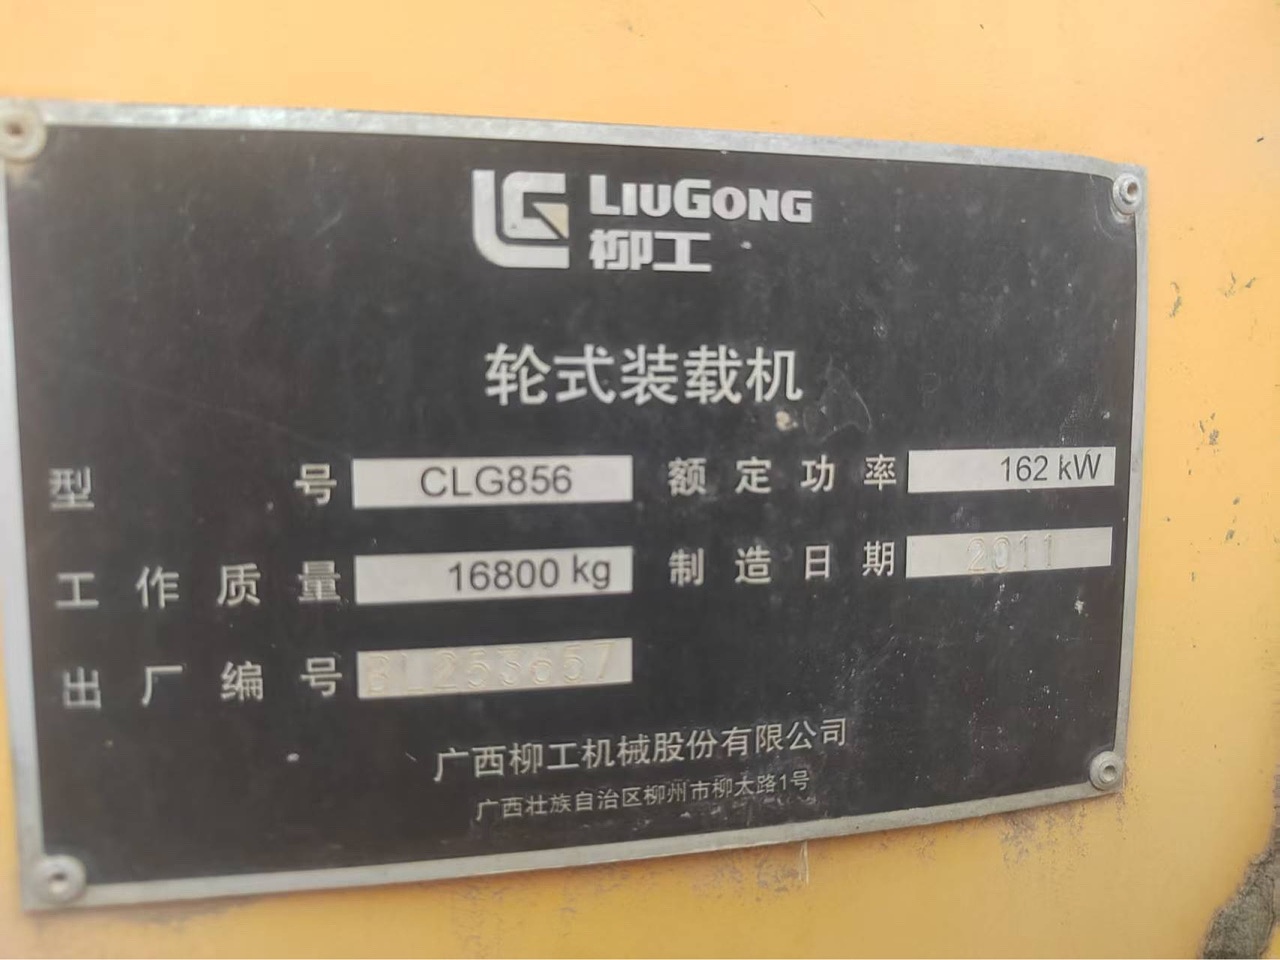 LIUGONG
柳工
轮式装载机
型号 CLG856 额定功率 162 kW
工作质量 16800 kg 制造日期 2011
出厂编号 BL253657
广西柳工机械股份有限公司
广西壮族自治区柳州市柳太路1号